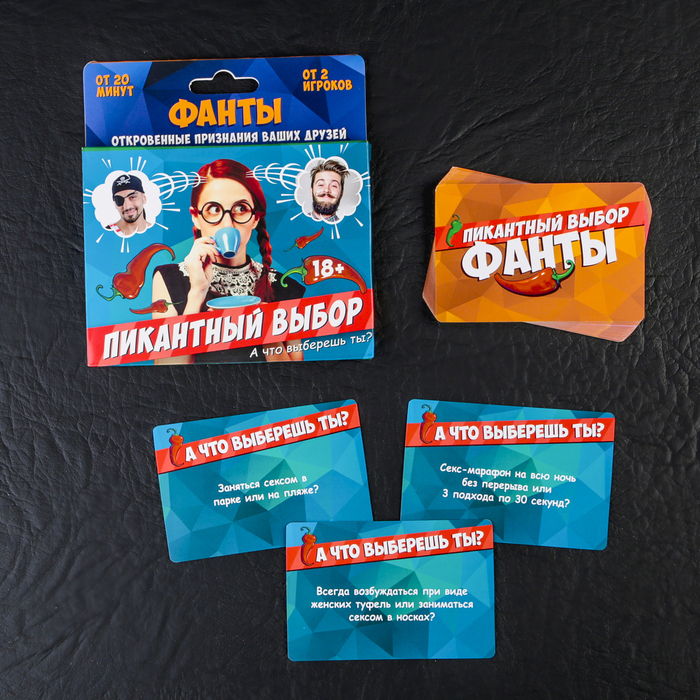 ОТ 20
МИНУТ
ОТ 2
ИГРОКОВ
ФАНТЫ
ОТКРОВЕННЫЕ ПРИЗНАНИЯ ВАШИХ ДРУЗЕЙ
18+
ПИКАНТНЫЙ ВЫБОР
А что выберешь ты?
ПИКАНТНЫЙ ВЫБОР
ФАНТЫ
А ЧТО ВЫБЕРЕШЬ ТЫ?
Заняться сексом в
парке или на пляже?
А ЧТО ВЫБЕРЕШЬ ТЫ?
Секс-марафон на всю ночь
без перерыва или
3 подхода по 30 секунд?
А ЧТО ВЫБЕРЕШЬ ТЫ?
Всегда возбуждаться при виде
женских туфель или заниматься
сексом в носках?